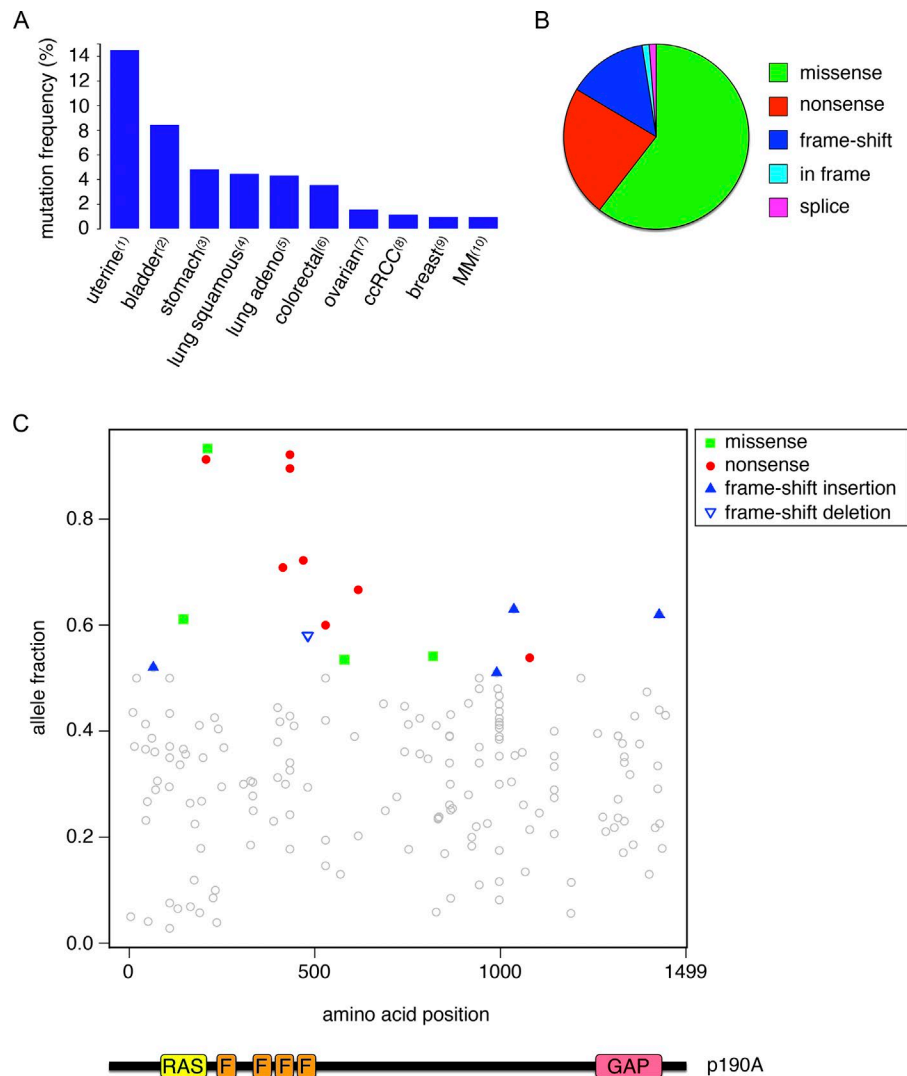 A
mutation frequency (%)
14
12
10
8
6
4
2
0
uterine(1)
bladder(2)
stomach(3)
lung squamous(4)
lung adeno(5)
colorectal(6)
ovarian(7)
ccRCC(8)
breast(9)
MM(10)
B
missense
nonsense
frame-shift
in frame
splice
C
allele fraction
0.8
0.6
0.4
0.2
0.0
0
500
1000
1499
amino acid position
missense
nonsense
frame-shift insertion
frame-shift deletion
RAS F F F F GAP p190A